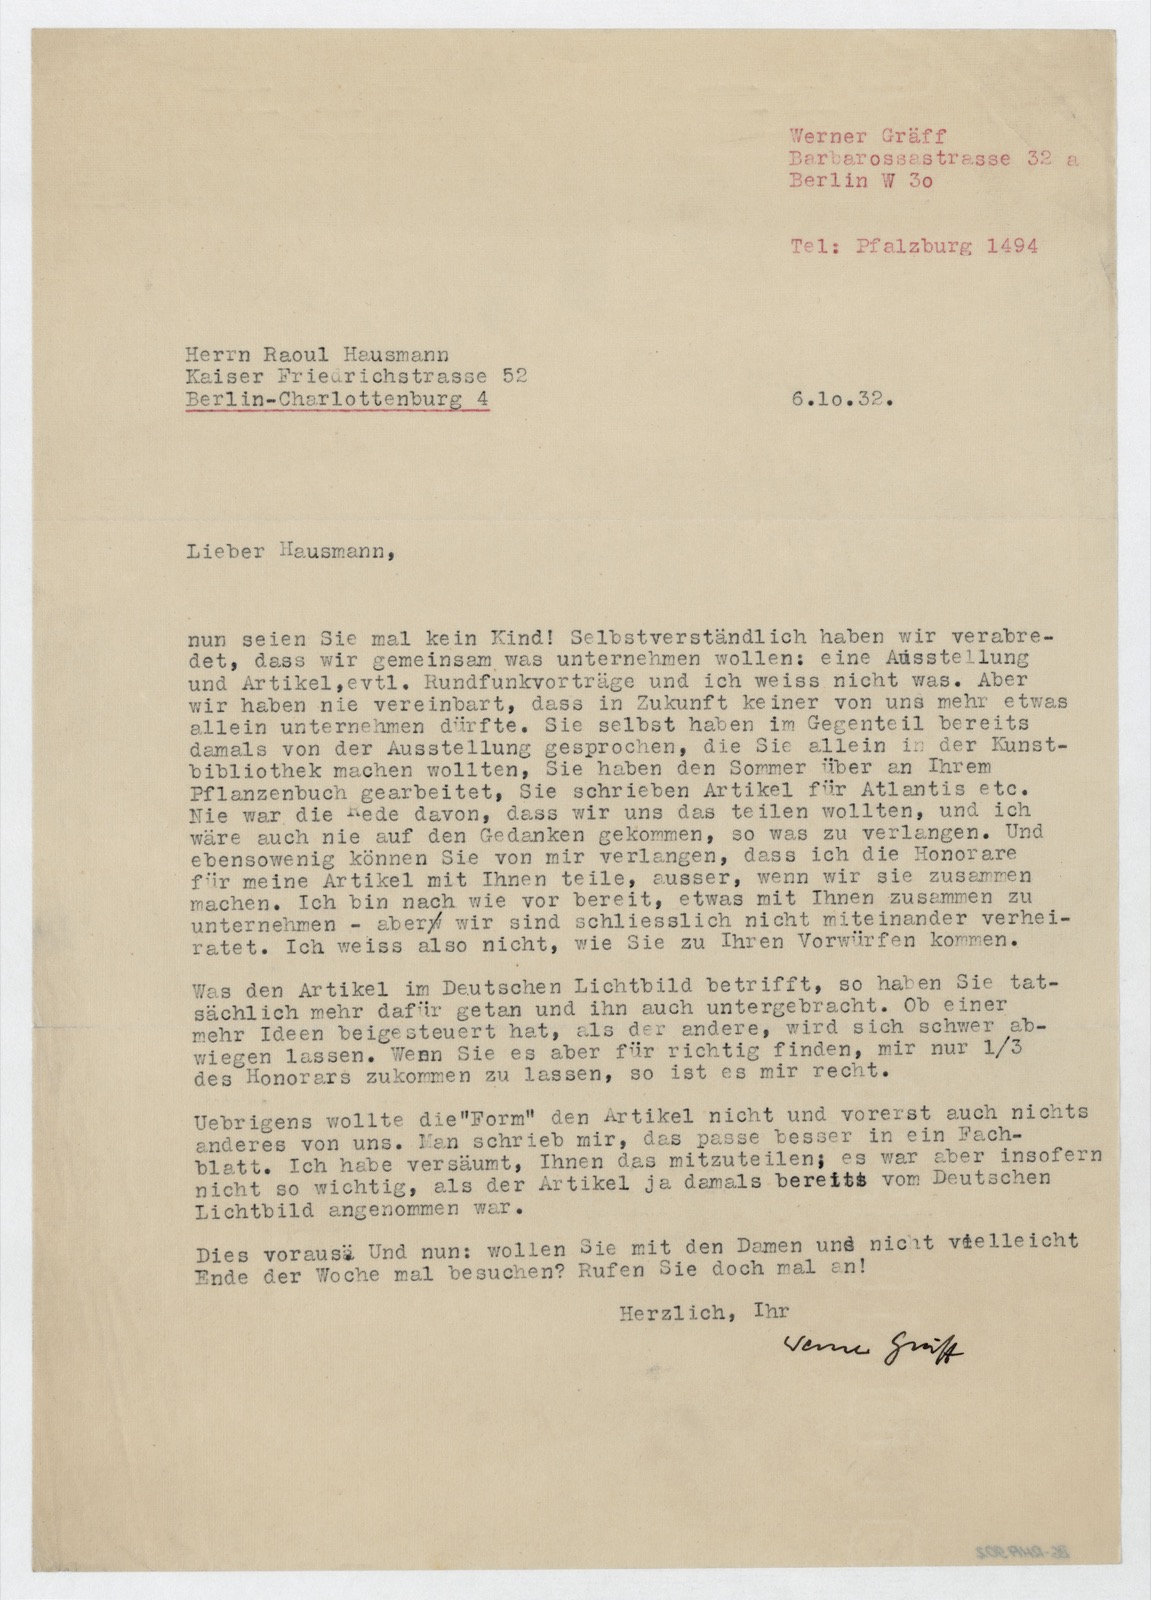 Werner Gräff
Barbarossastrasse 32 a
Berlin W 3o
Tel: Pfalzburg 1494
Herrn Raoul Hausmann
Kaiser Friedrichstrasse 52
Berlin-Charlottenburg 4
6.1o.32.
Lieber Hausmann,
nun seien Sie mal kein Kind! Selbstverständlich haben wir verabre-
det, dass wir gemeinsam was unternehmen wollen: eine Ausstellung
und Artikel,evtl. Rundfunkvorträge und ich weiss nicht was. Aber
wir haben nie vereinbart, dass in Zukunft keiner von uns mehr etwas
allein unternehmen dürfte. Sie selbst haben im Gegenteil bereits
damals von der Ausstellung gesprochen, die Sie allein in der Kunst-
bibliothek machen wollten, Sie haben den Sommer über an Ihrem
Pflanzenbuch gearbeitet, Sie schrieben Artikel für Atlantis etc.
Nie war die Rede davon, dass wir uns das teilen wollten, und ich
wäre auch nie auf den Gedanken gekommen, so was zu verlangen. Und
ebensowenig können Sie von mir verlangen, dass ich die Honorare
für meine Artikel mit Ihnen teile, ausser, wenn wir sie zusammen
machen. Ich bin nach wie vor bereit, etwas mit Ihnen zusammen zu
unternehmen - aber wir sind schliesslich nicht miteinander verhei-
ratet. Ich weiss also nicht, wie Sie zu Ihren Vorwürfen kommen.
Was den Artikel im Deutschen Lichtbild betrifft, so haben Sie tat-
sächlich mehr dafür getan und ihn auch untergebracht. Ob einer
mehr Ideen beigesteuert hat, als der andere, wird sich schwer ab-
wiegen lassen. Wenn Sie es aber für richtig finden, mir nur 1/3
des Honorars zukommen zu lassen, so ist es mir recht.
Uebrigens wollte die"Form" den Artikel nicht und vorerst auch nichts
anderes von uns. Man schrieb mir, das passe besser in ein Fach-
blatt. Ich habe versäumt, Ihnen das mitzuteilen; es war aber insofern
nicht so wichtig, als der Artikel ja damals bereits vom Deutschen
Lichtbild angenommen war.
Dies voraus. Und nun: wollen Sie mit den Damen uns nicht vielleicht
Ende der Woche mal besuchen? Rufen Sie doch mal an!
Herzlich, Ihr
Werner Gräff